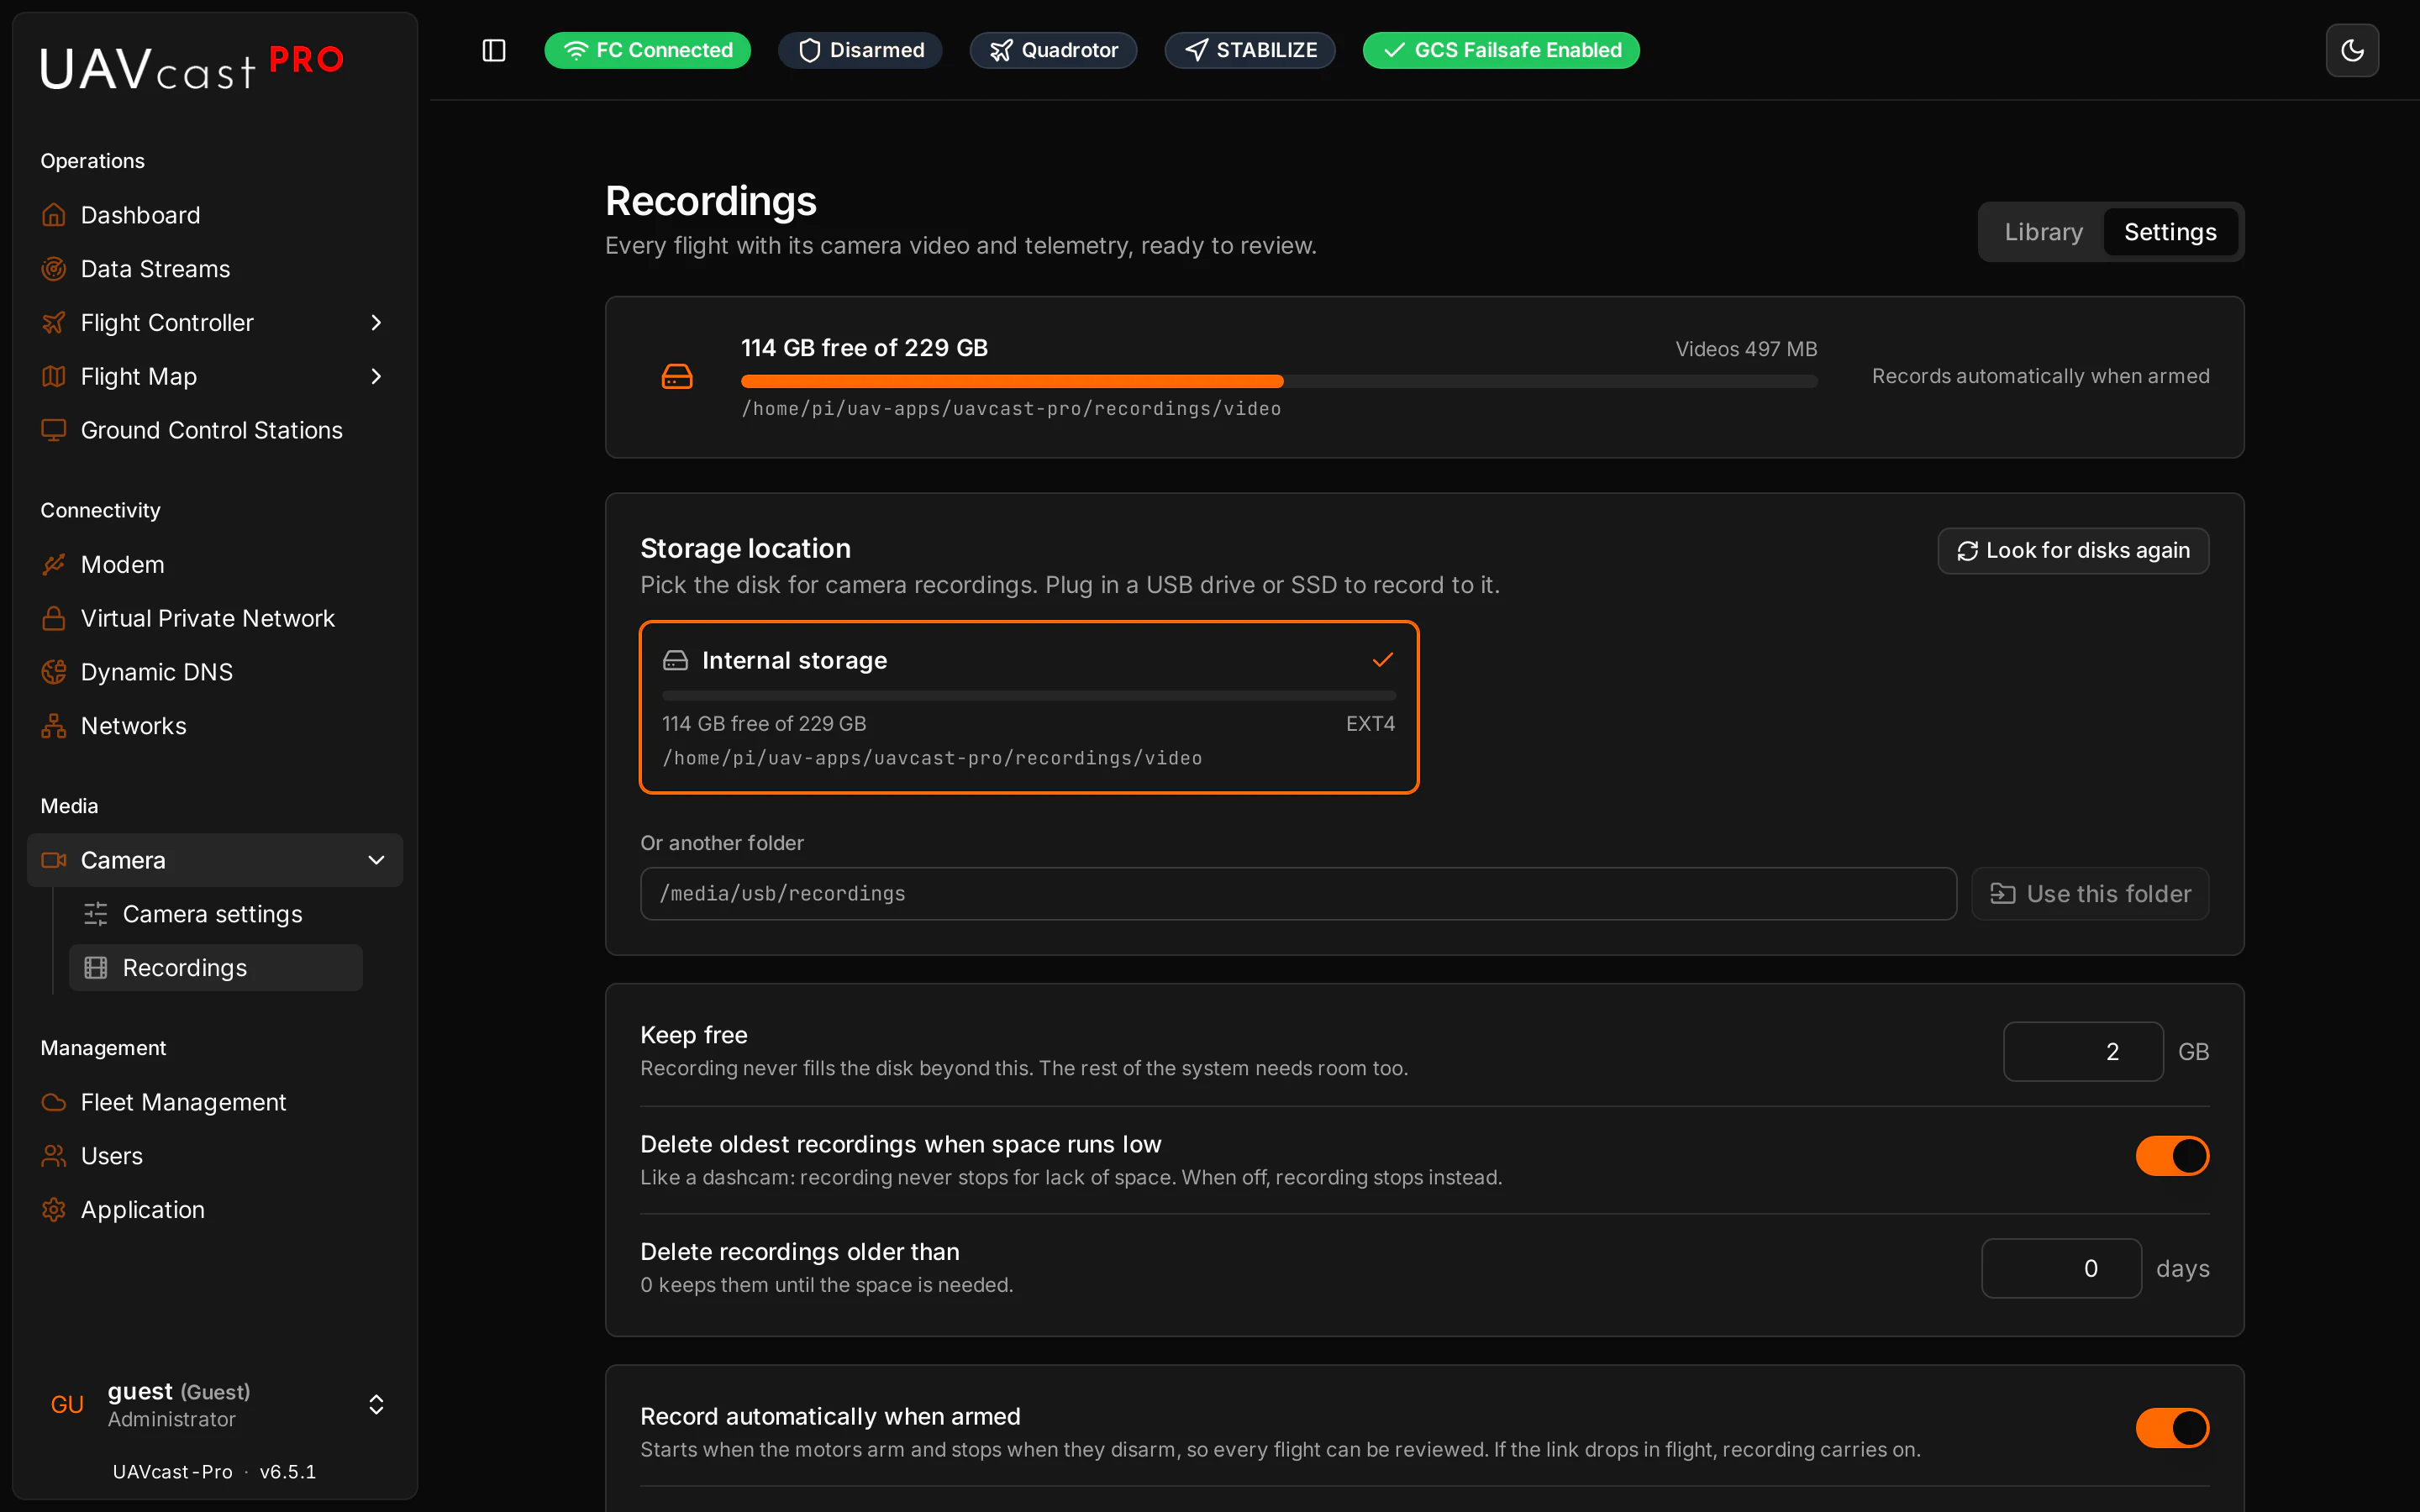 UAVcast PRO
FC Connected
Disarmed
Quadrotor
STABILIZE
GCS Failsafe Enabled
Operations
Dashboard
Data Streams
Flight Controller
Flight Map
Ground Control Stations
Connectivity
Modem
Virtual Private Network
Dynamic DNS
Networks
Media
Camera
Camera settings
Recordings
Management
Fleet Management
Users
Application
GU
guest (Guest)
Administrator
UAVcast-Pro · v6.5.1
Recordings
Every flight with its camera video and telemetry, ready to review.
Library
Settings
114 GB free of 229 GB
Videos 497 MB
/home/pi/uav-apps/uavcast-pro/recordings/video
Records automatically when armed
Storage location
Pick the disk for camera recordings. Plug in a USB drive or SSD to record to it.
Look for disks again
Internal storage
114 GB free of 229 GB
EXT4
/home/pi/uav-apps/uavcast-pro/recordings/video
Or another folder
/media/usb/recordings
Use this folder
Keep free
Recording never fills the disk beyond this. The rest of the system needs room too.
2 GB
Delete oldest recordings when space runs low
Like a dashcam: recording never stops for lack of space. When off, recording stops instead.
Delete recordings older than
0 keeps them until the space is needed.
0 days
Record automatically when armed
Starts when the motors arm and stops when they disarm, so every flight can be reviewed. If the link drops in flight, recording carries on.